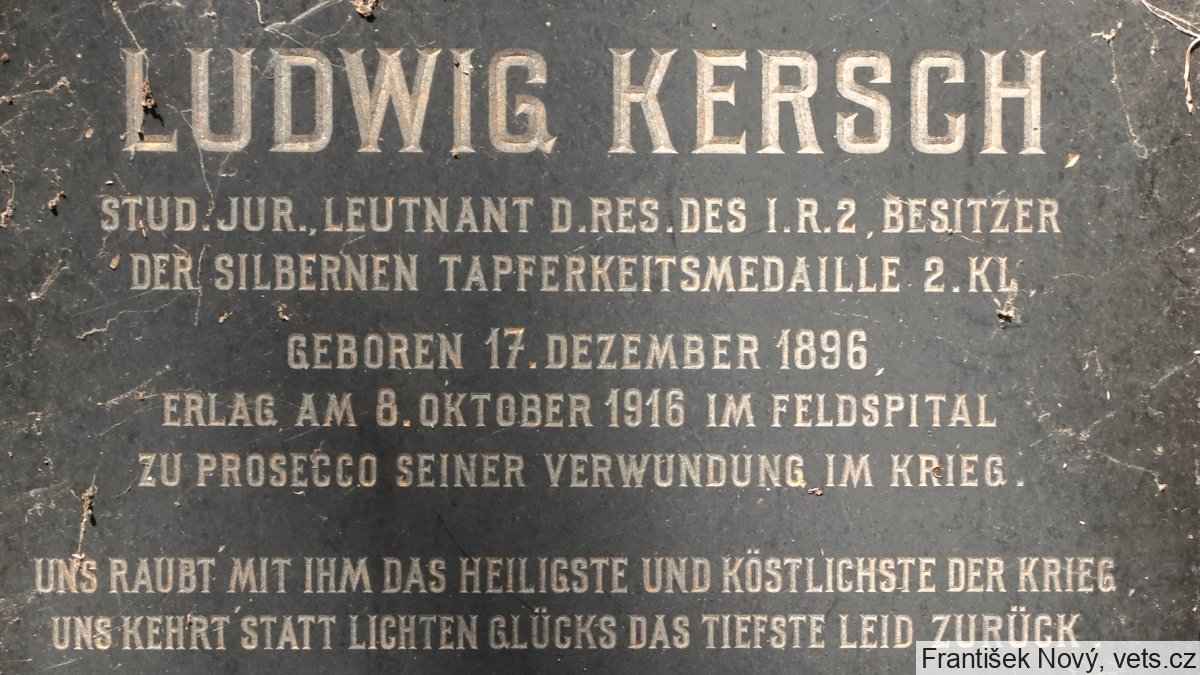 LUDWIG KERSCH
STUD. JUR., LEUTNANT D. RES. DES I.R.2, BESITZER
DER SILBERNEN TAPFERKEITSMEDAILLE 2. KL.
GEBOREN 17. DEZEMBER 1896,
ERLAG AM 8. OKTOBER 1916 IM FELDSPITAL
ZU PROSECCO SEINER VERWUNDUNG IM KRIEG.
UNS RAUBT MIT IHM DAS HEILIGSTE UND KÖSTLICHSTE DER KRIEG
UNS KEHRT STATT LICHTEN GLÜCKS DAS TIEFSTE LEID ZURÜCK.
František Nový, vets.cz